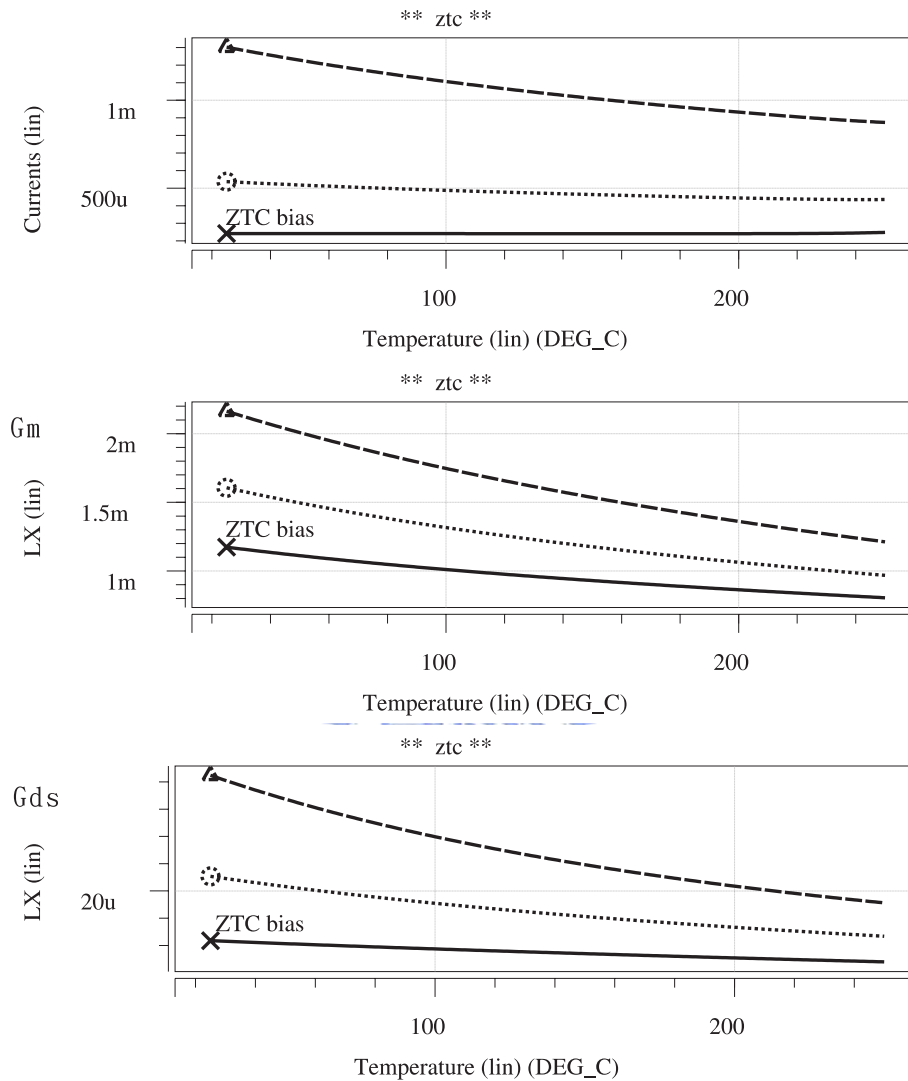 ** ztc **
Currents (lin)
1m
500u
ZTC bias
100
200
Temperature (lin) (DEG_C)
** ztc **
Gm
LX (lin)
2m
1.5m
1m
ZTC bias
100
200
Temperature (lin) (DEG_C)
** ztc **
Gds
LX (lin)
20u
ZTC bias
100
200
Temperature (lin) (DEG_C)